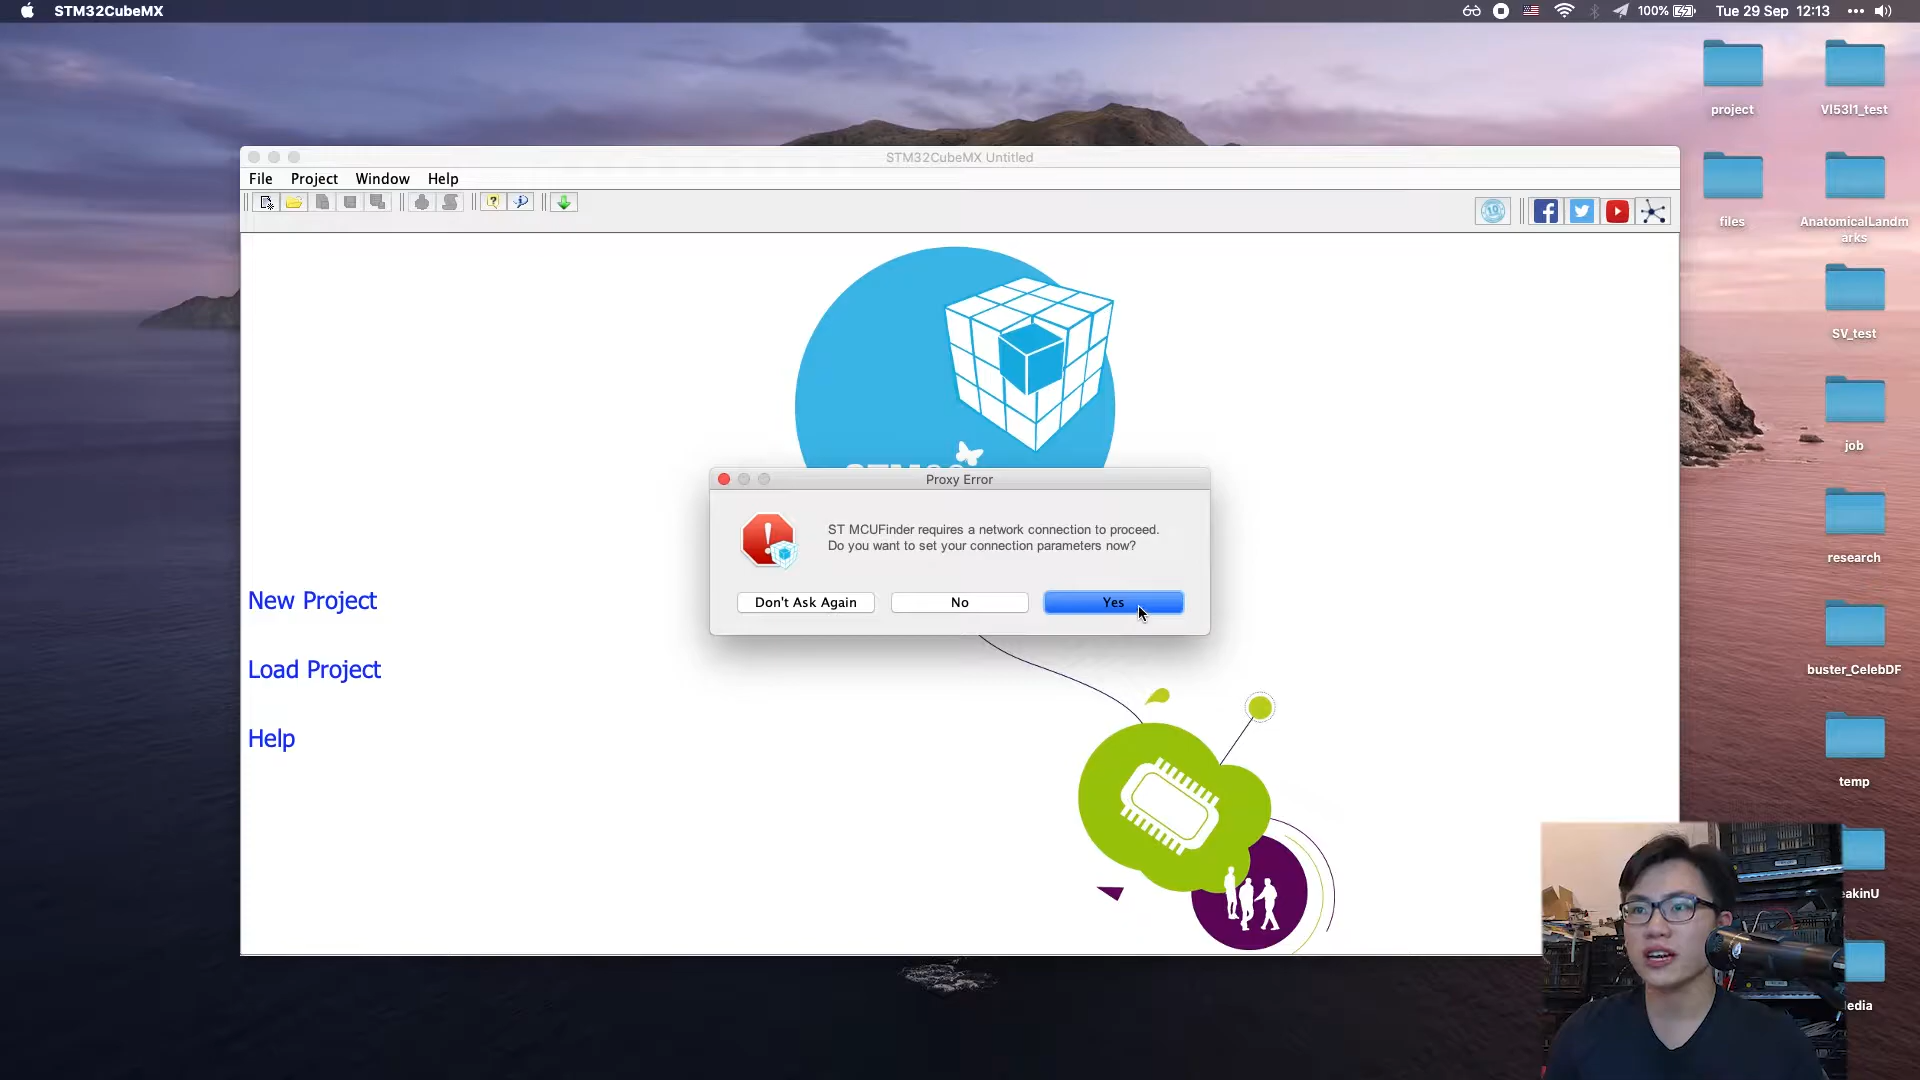 STM32CubeMX
100%
Tue 29 Sep 12:13
project
Vl53l1_test
STM32CubeMX Untitled
File Project Window Help
files
AnatomicalLandm
arks
SV_test
job
Proxy Error
ST MCUFinder requires a network connection to proceed.
Do you want to set your connection parameters now?
Don't Ask Again
No
Yes
research
New Project
Load Project
Help
buster_CelebDF
temp
eakinU
edia